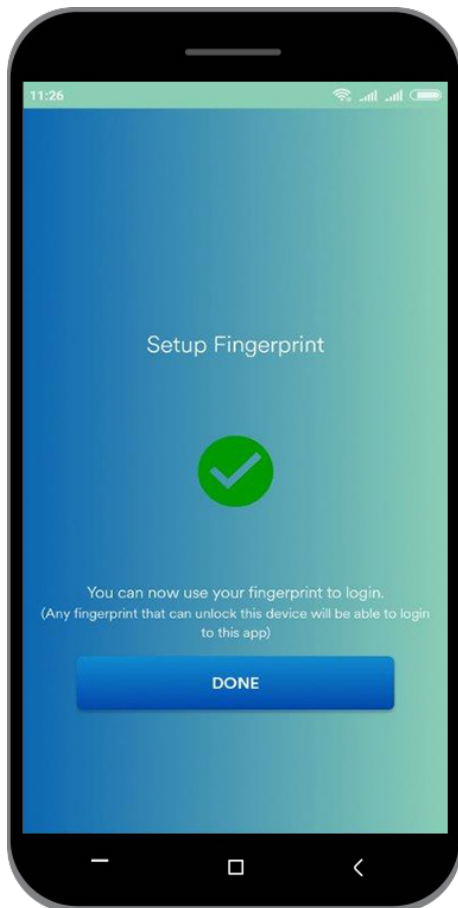 11:26
Setup Fingerprint
You can now use your fingerprint to login.
(Any fingerprint that can unlock this device will be able to login
to this app)
DONE